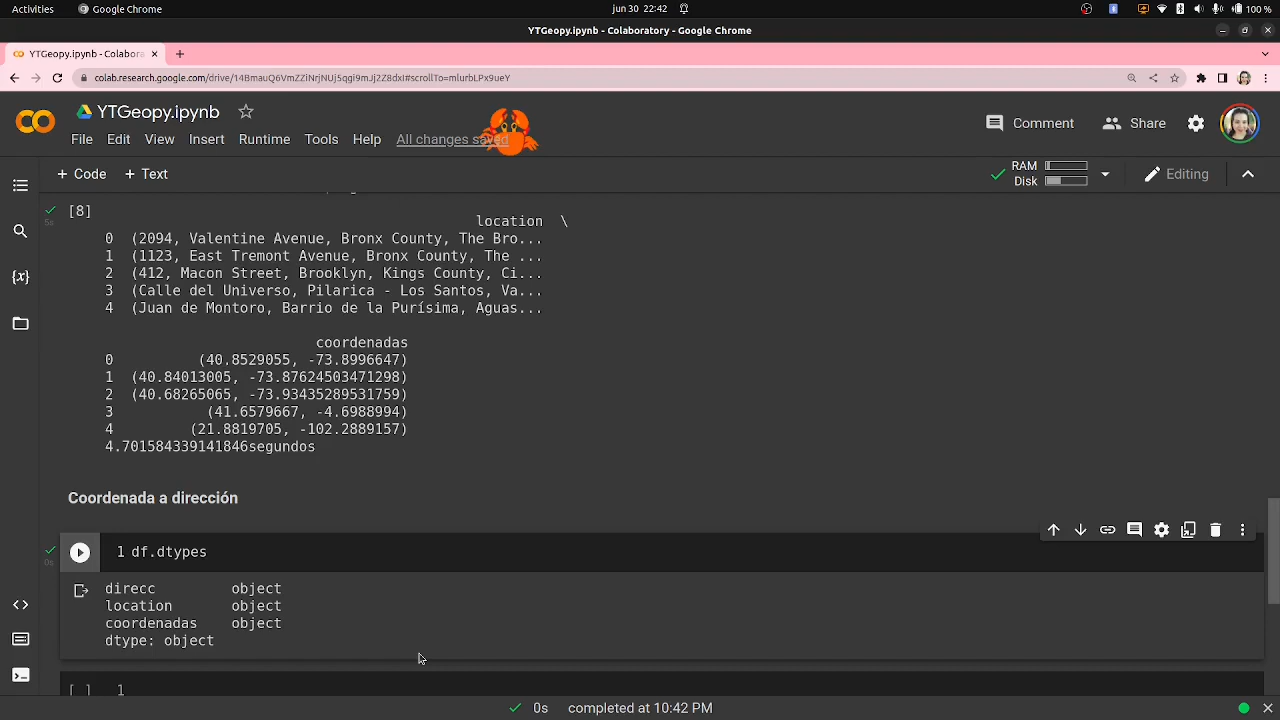 Activities
Google Chrome
jun 30 22:42
100 %
YTGeopy.ipynb - Colaboratory - Google Chrome
YTGeopy.ipynb - Colabora
colab.research.google.com/drive/14BmauQ6VmZZiNrjNUj5qgi9mJj2Z8dxI#scrollTo=mlurbLPx9ueY
YTGeopy.ipynb
File Edit View Insert Runtime Tools Help All changes saved
Comment
Share
+ Code + Text
RAM
Disk
Editing
[8]
5s
location \
0 (2094, Valentine Avenue, Bronx County, The Bro...
1 (1123, East Tremont Avenue, Bronx County, The ...
2 (412, Macon Street, Brooklyn, Kings County, Ci...
3 (Calle del Universo, Pilarica - Los Santos, Va...
4 (Juan de Montoro, Barrio de la Purísima, Aguas...
coordenadas
0 (40.8529055, -73.8996647)
1 (40.84013005, -73.87624503471298)
2 (40.68265065, -73.93435289531759)
3 (41.6579667, -4.6988994)
4 (21.8819705, -102.2889157)
4.701584339141846segundos
Coordenada a dirección
0s
1 df.dtypes
direcc object
location object
coordenadas object
dtype: object
[ ] 1
0s completed at 10:42 PM